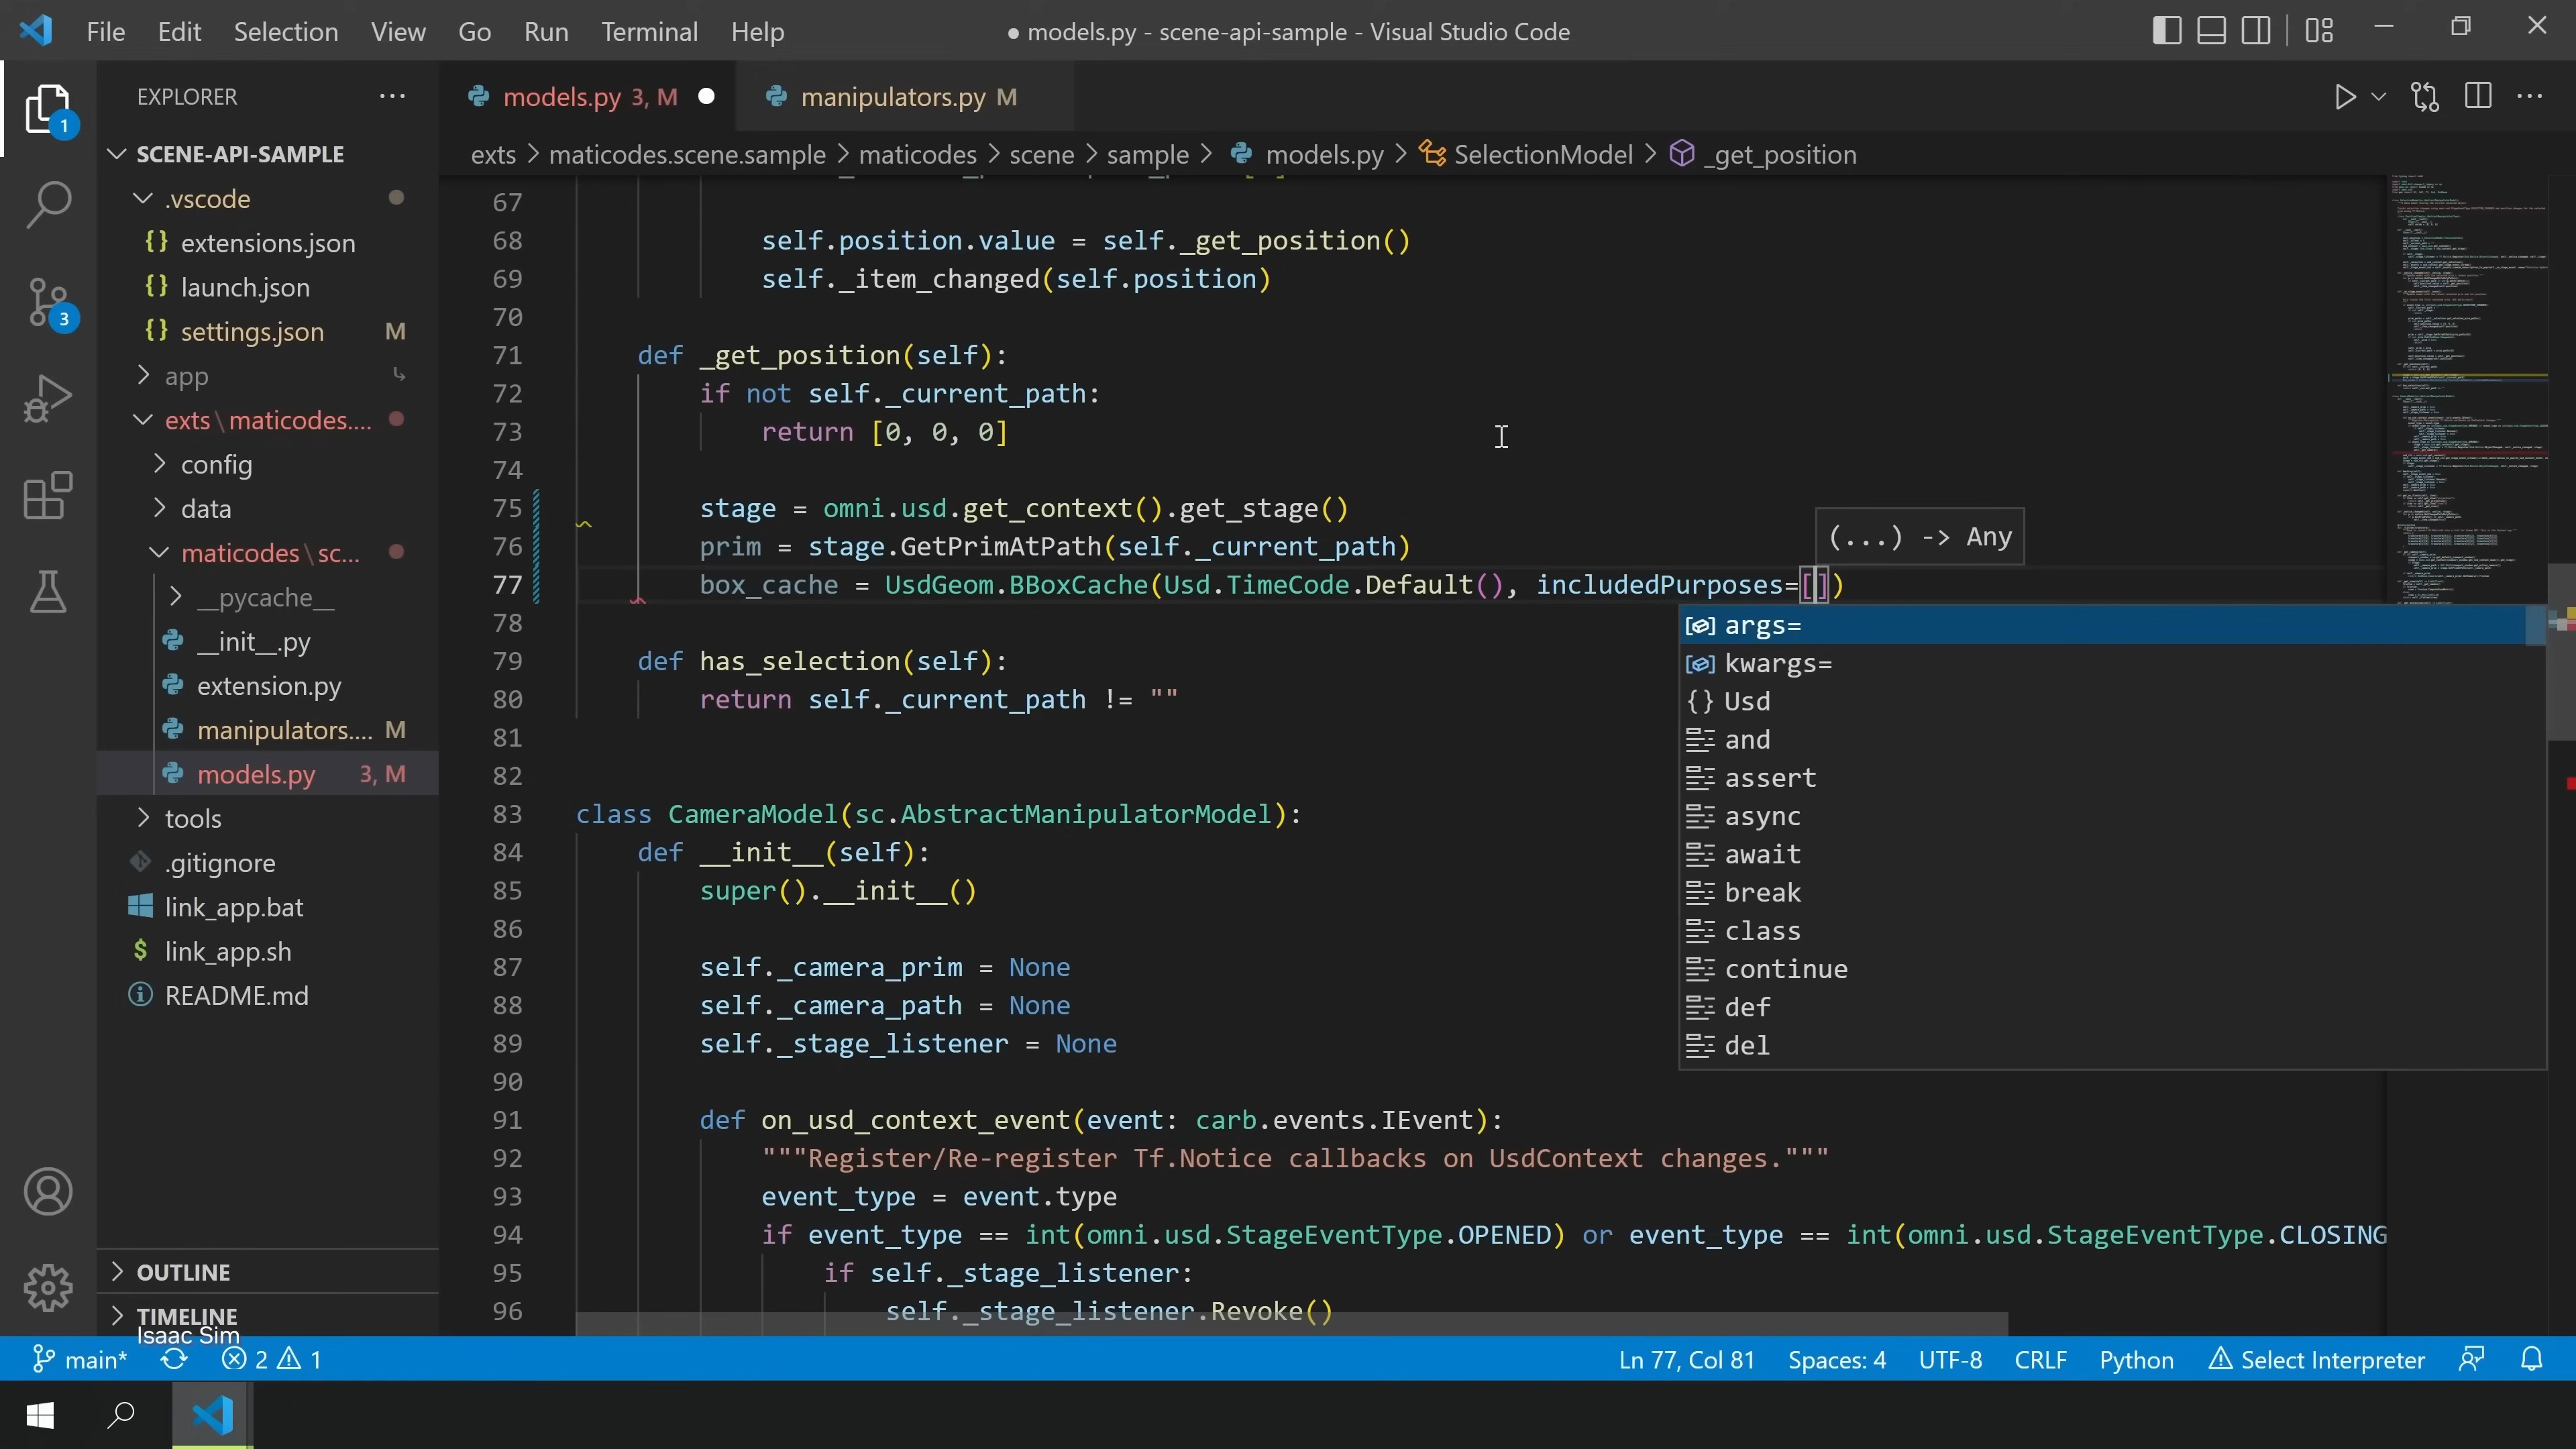 File Edit Selection View Go Run Terminal Help
● models.py - scene-api-sample - Visual Studio Code
EXPLORER
models.py 3, M
manipulators.py M
SCENE-API-SAMPLE
exts > maticodes.scene.sample > maticodes > scene > sample > models.py > SelectionModel > _get_position
.vscode
extensions.json
launch.json
settings.json M
app
exts\maticodes....
config
data
maticodes\sc...
__pycache__
__init__.py
extension.py
manipulators.... M
models.py 3, M
tools
.gitignore
link_app.bat
link_app.sh
README.md
OUTLINE
TIMELINE
Isaac Sim
1
3
67
68 self.position.value = self._get_position()
69 self._item_changed(self.position)
70
71 def _get_position(self):
72 if not self._current_path:
73 return [0, 0, 0]
74
75 stage = omni.usd.get_context().get_stage()
76 prim = stage.GetPrimAtPath(self._current_path)
77 box_cache = UsdGeom.BBoxCache(Usd.TimeCode.Default(), includedPurposes=[])
78
79 def has_selection(self):
80 return self._current_path != ""
81
82
83 class CameraModel(sc.AbstractManipulatorModel):
84 def __init__(self):
85 super().__init__()
86
87 self._camera_prim = None
88 self._camera_path = None
89 self._stage_listener = None
90
91 def on_usd_context_event(event: carb.events.IEvent):
92 """Register/Re-register Tf.Notice callbacks on UsdContext changes."""
93 event_type = event.type
94 if event_type == int(omni.usd.StageEventType.OPENED) or event_type == int(omni.usd.StageEventType.CLOSING
95 if self._stage_listener:
96 self._stage_listener.Revoke()
(...) -> Any
args=
kwargs=
Usd
and
assert
async
await
break
class
continue
def
del
main* 2 1
Ln 77, Col 81 Spaces: 4 UTF-8 CRLF Python Select Interpreter